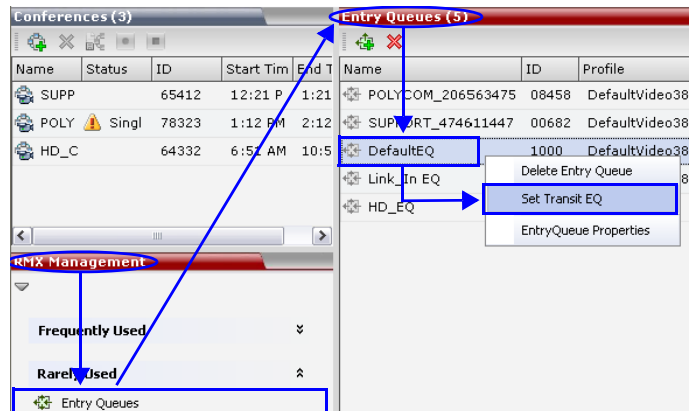 Conferences (3)
Name Status ID Start Tim End T
SUPP 65412 12:21 P 1:21
POLY Singl 78323 1:12 PM 2:12
HD_C 64332 6:51 AM 10:5
RMX Management
Frequently Used
Rarely Used
Entry Queues
Entry Queues (5)
Name ID Profile
POLYCOM_206563475 08458 DefaultVideo38
SUPPORT_474611447 00682 DefaultVideo38
DefaultEQ 1000 DefaultVideo38
Link_In EQ 8
HD_EQ
Delete Entry Queue
Set Transit EQ
EntryQueue Properties